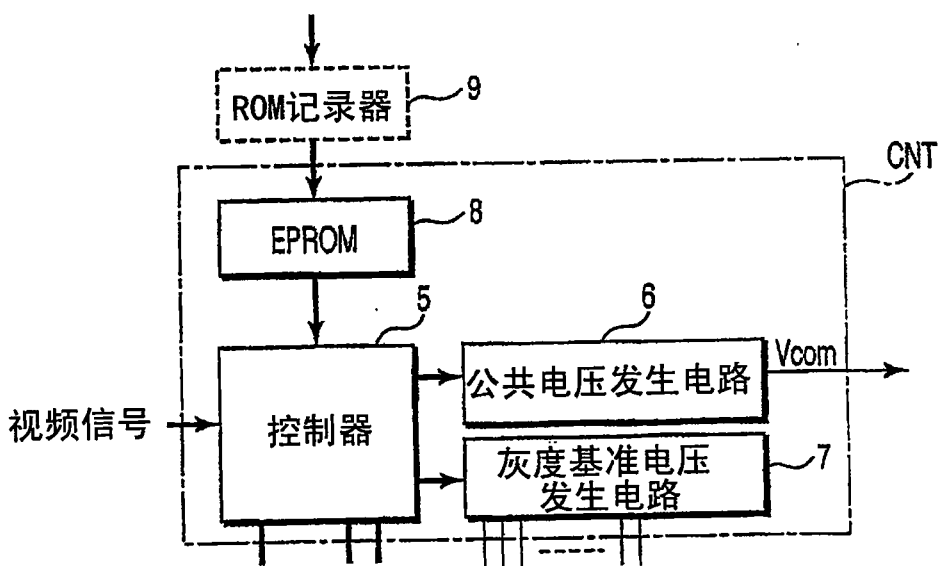 ROM记录器
9
CNT
EPROM
8
5
6
Vcom
公共电压发生电路
视频信号
控制器
灰度基准电压
发生电路
7